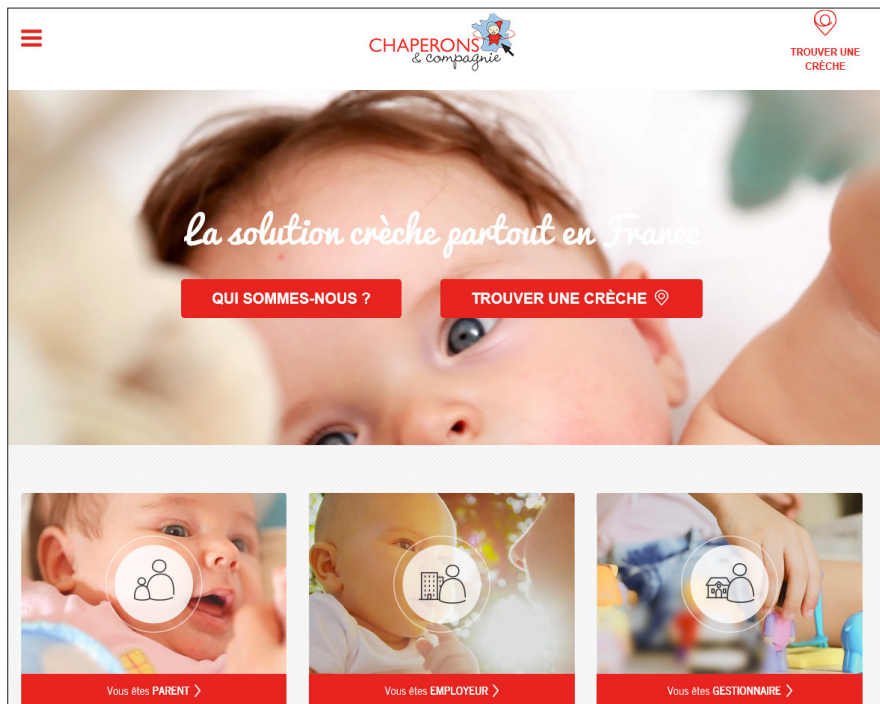 CHAPERONS
& compagnie
TROUVER UNE
CRÈCHE
La solution crèche partout en France
QUI SOMMES-NOUS ?
TROUVER UNE CRÈCHE
Vous êtes PARENT
Vous êtes EMPLOYEUR
Vous êtes GESTIONNAIRE